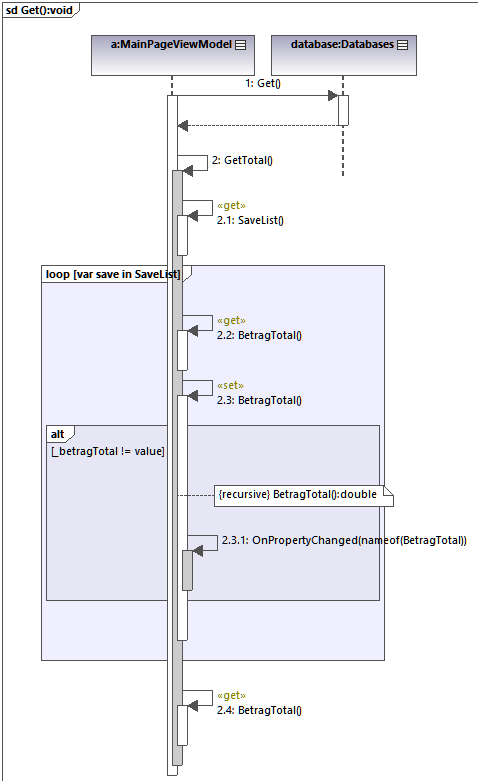 sd Get():void
a:MainPageViewModel
database:Databases
1: Get()
2: GetTotal()
«get»
2.1: SaveList()
loop [var save in SaveList]
«get»
2.2: BetragTotal()
«set»
2.3: BetragTotal()
alt
[_betragTotal != value]
{recursive} BetragTotal():double
2.3.1: OnPropertyChanged(nameof(BetragTotal))
«get»
2.4: BetragTotal()